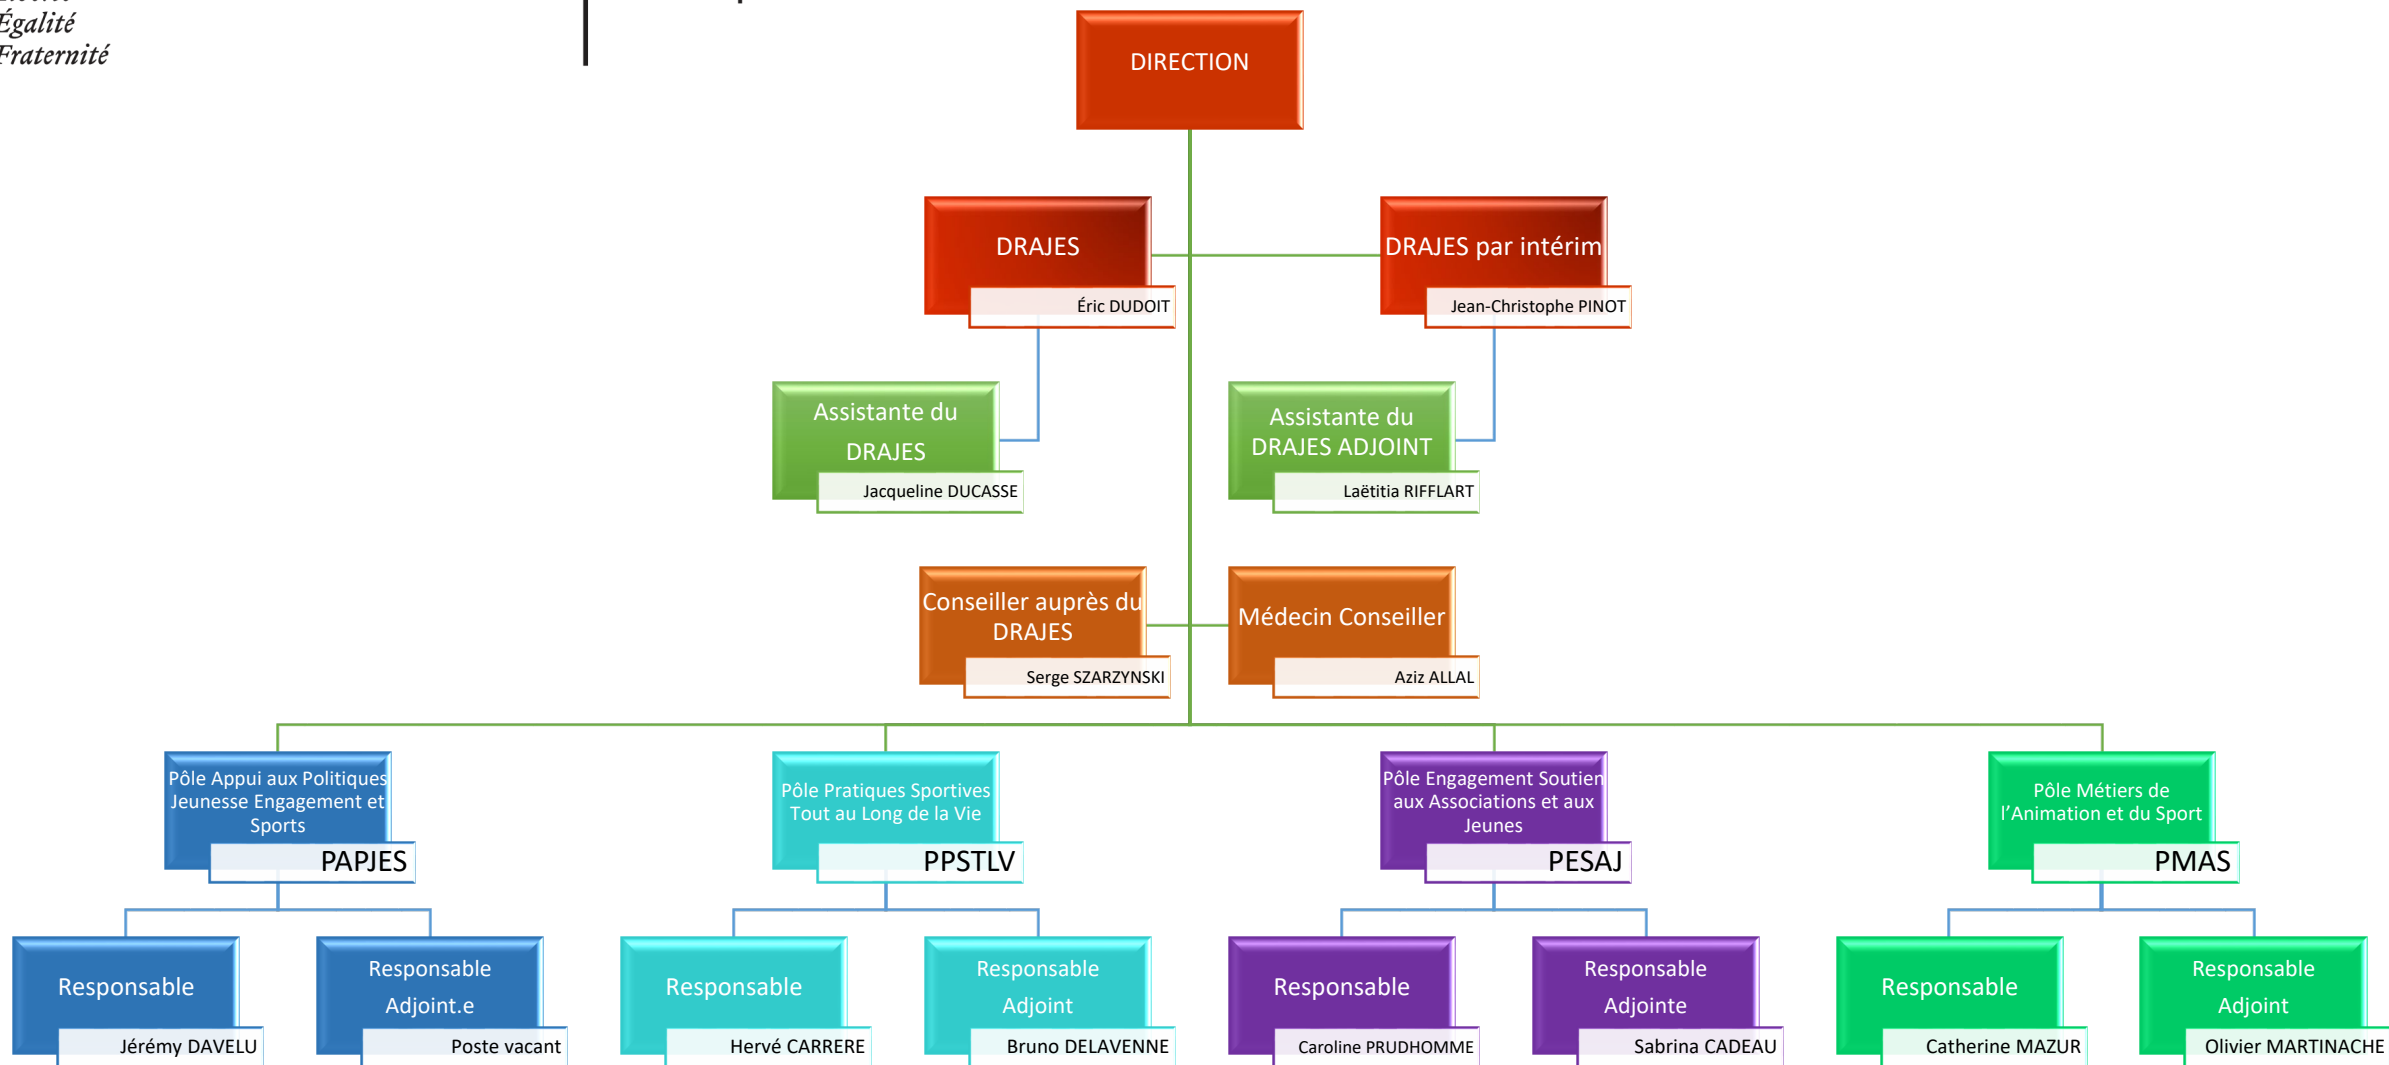 Égalité
Fraternité
DIRECTION
DRAJES
Éric DUDOIT
DRAJES par intérim
Jean-Christophe PINOT
Assistante du
DRAJES
Jacqueline DUCASSE
Assistante du
DRAJES ADJOINT
Laëtitia RIFFLART
Conseiller auprès du
DRAJES
Serge SZARZYNSKI
Médecin Conseiller
Aziz ALLAL
Pôle Appui aux Politiques
Jeunesse Engagement et
Sports
PAPJES
Pôle Pratiques Sportives
Tout au Long de la Vie
PPSTLV
Pôle Engagement Soutien
aux Associations et aux
Jeunes
PESAJ
Pôle Métiers de
l'Animation et du Sport
PMAS
Responsable
Jérémy DAVELU
Responsable
Adjoint.e
Poste vacant
Responsable
Hervé CARRERE
Responsable
Adjoint
Bruno DELAVENNE
Responsable
Caroline PRUDHOMME
Responsable
Adjointe
Sabrina CADEAU
Responsable
Catherine MAZUR
Responsable
Adjoint
Olivier MARTINACHE